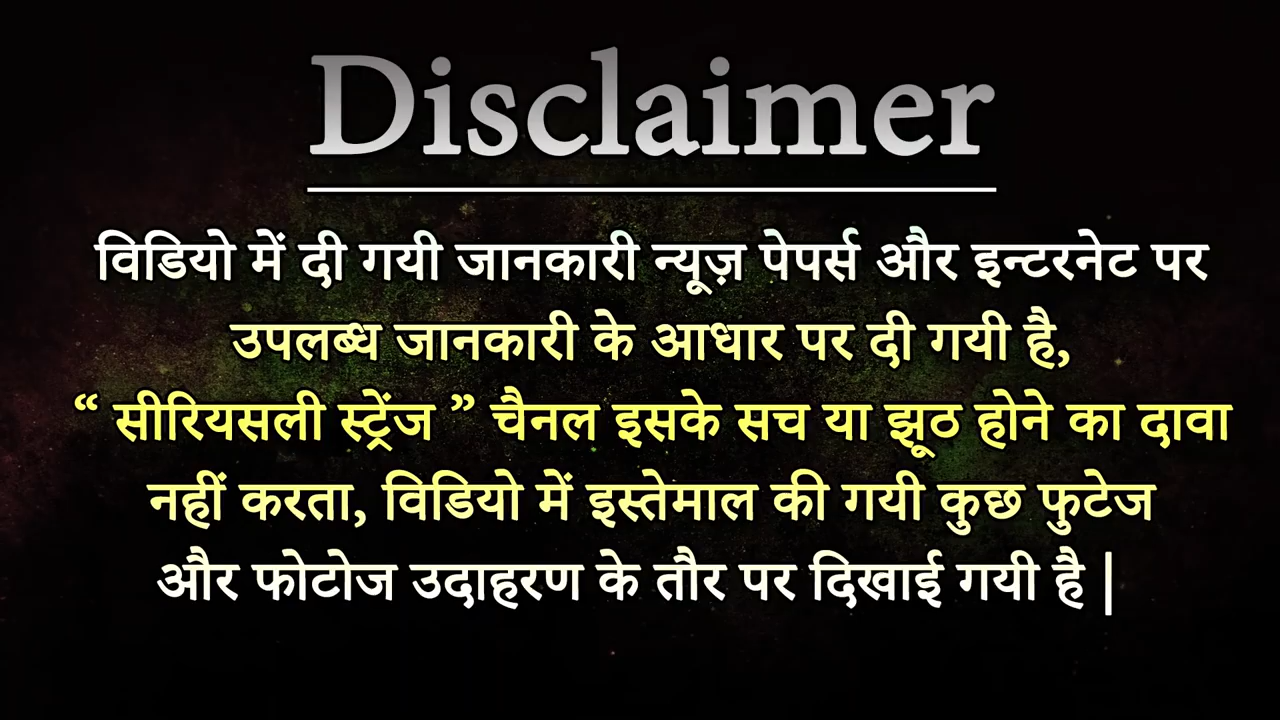 Disclaimer
विडियो में दी गयी जानकारी न्यूज़ पेपर्स और इन्टरनेट पर
उपलब्ध जानकारी के आधार पर दी गयी है,
“ सीरियसली स्ट्रेंज ” चैनल इसके सच या झूठ होने का दावा
नहीं करता, विडियो में इस्तेमाल की गयी कुछ फुटेज
और फोटोज उदाहरण के तौर पर दिखाई गयी है |